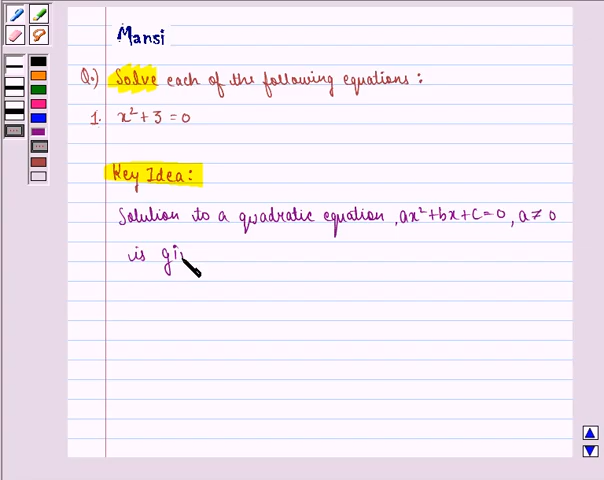 Mansi
Q.) Solve each of the following equations :
1. x² + 3 = 0
Key Idea :
Solution to a quadratic equation , ax² + bx + c = 0 , a ≠ 0
is gi